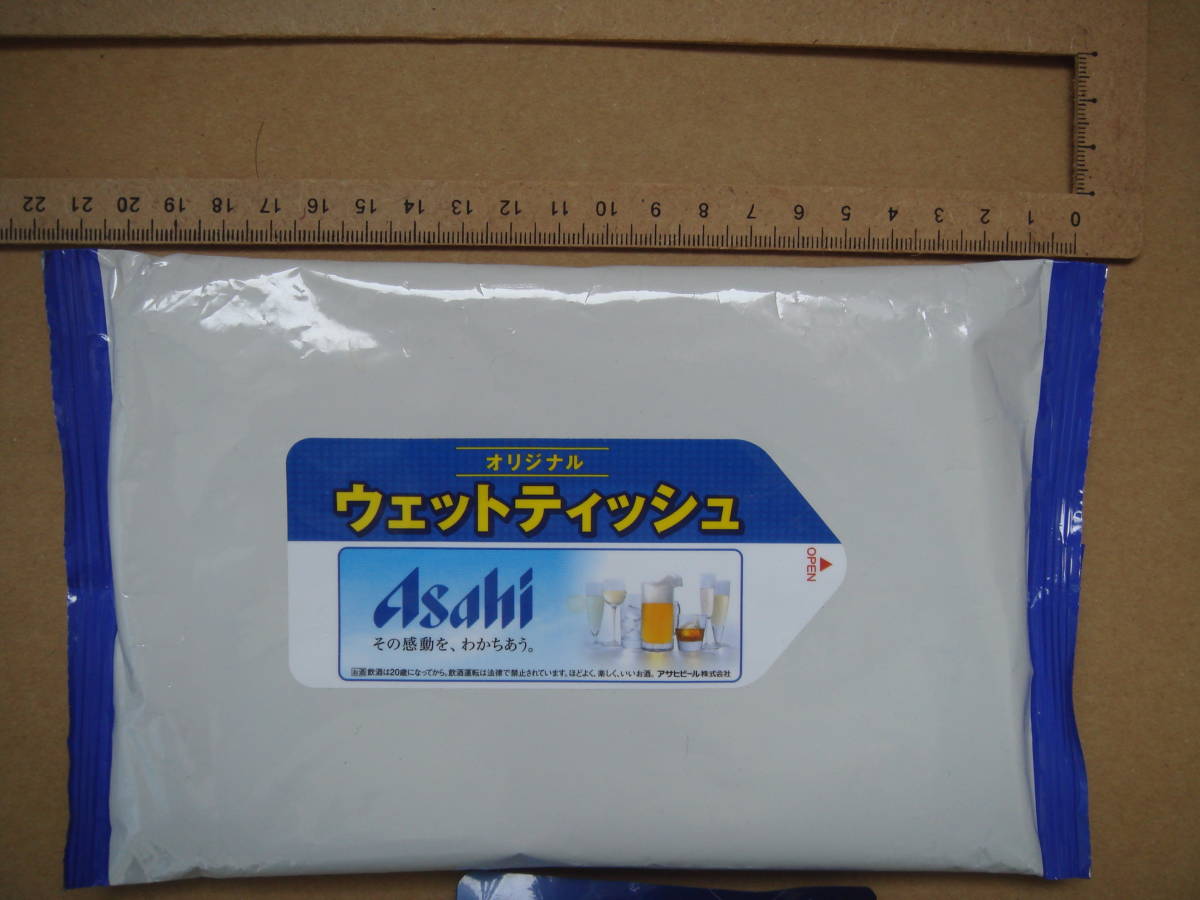 22 21 20 19 18 17 16 15 14 13 12 11 10 9 8 7 6 5 4 3 2 1 0
オリジナル
ウェットティッシュ
OPEN
Asahi
その感動を、わかちあう。
お酒 飲酒は20歳になってから。飲酒運転は法律で禁止されています。ほどよく、楽しく、いいお酒。アサヒビール株式会社